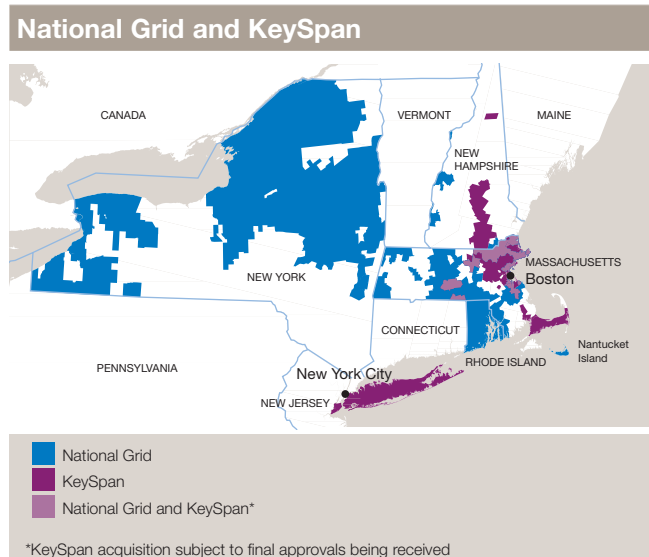 National Grid and KeySpan
CANADA
VERMONT
MAINE
NEW
HAMPSHIRE
MASSACHUSETTS
Boston
NEW YORK
CONNECTICUT
Nantucket
Island
RHODE ISLAND
PENNSYLVANIA
New York City
NEW JERSEY
National Grid
KeySpan
National Grid and KeySpan*
*KeySpan acquisition subject to final approvals being received